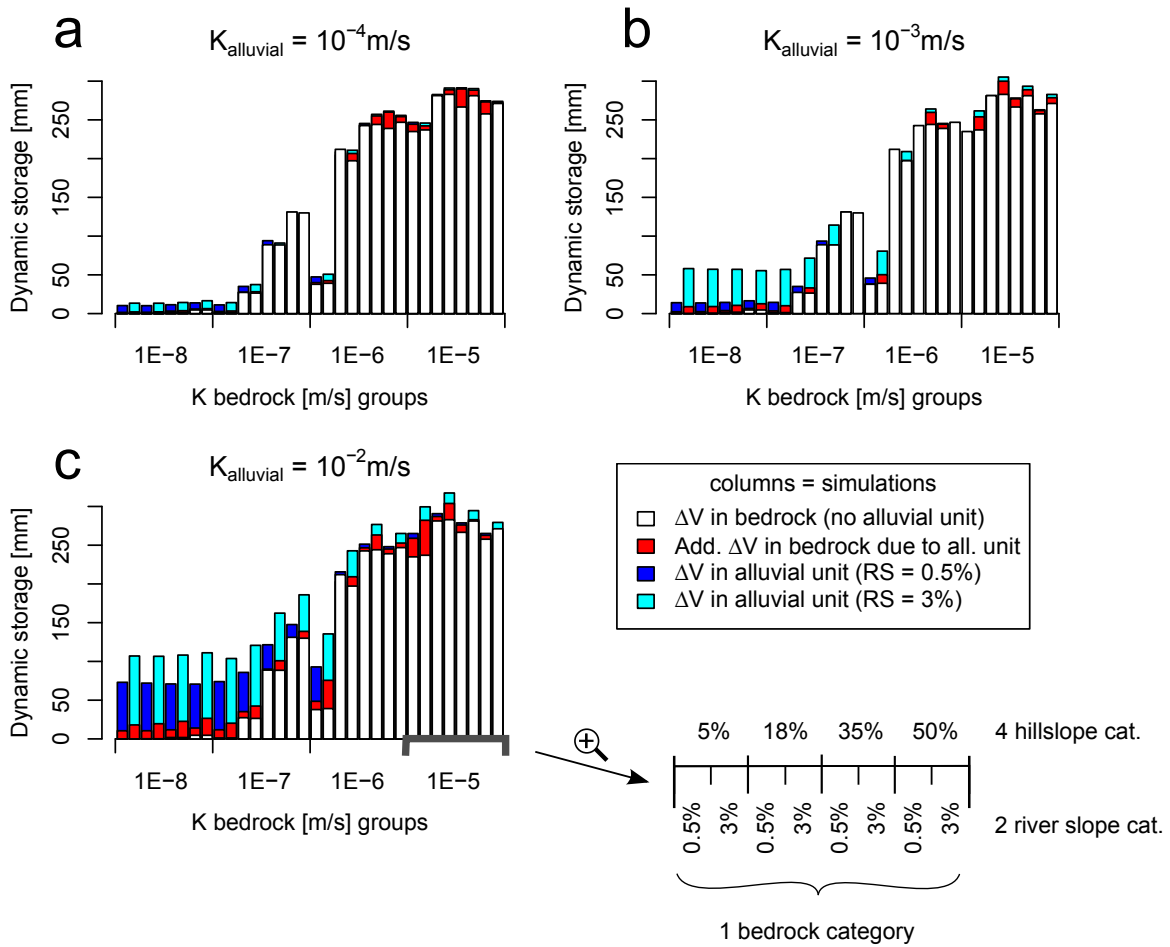 a
K_alluvial = 10^−4 m/s
Dynamic storage [mm]
0
50
150
250
1E−8
1E−7
1E−6
1E−5
K bedrock [m/s] groups
b
K_alluvial = 10^−3 m/s
Dynamic storage [mm]
0
50
150
250
1E−8
1E−7
1E−6
1E−5
K bedrock [m/s] groups
c
K_alluvial = 10^−2 m/s
Dynamic storage [mm]
0
50
150
250
1E−8
1E−7
1E−6
1E−5
K bedrock [m/s] groups
columns = simulations
ΔV in bedrock (no alluvial unit)
Add. ΔV in bedrock due to all. unit
ΔV in alluvial unit (RS = 0.5%)
ΔV in alluvial unit (RS = 3%)
5% 18% 35% 50% 4 hillslope cat.
0.5% 3% 0.5% 3% 0.5% 3% 0.5% 3% 2 river slope cat.
1 bedrock category